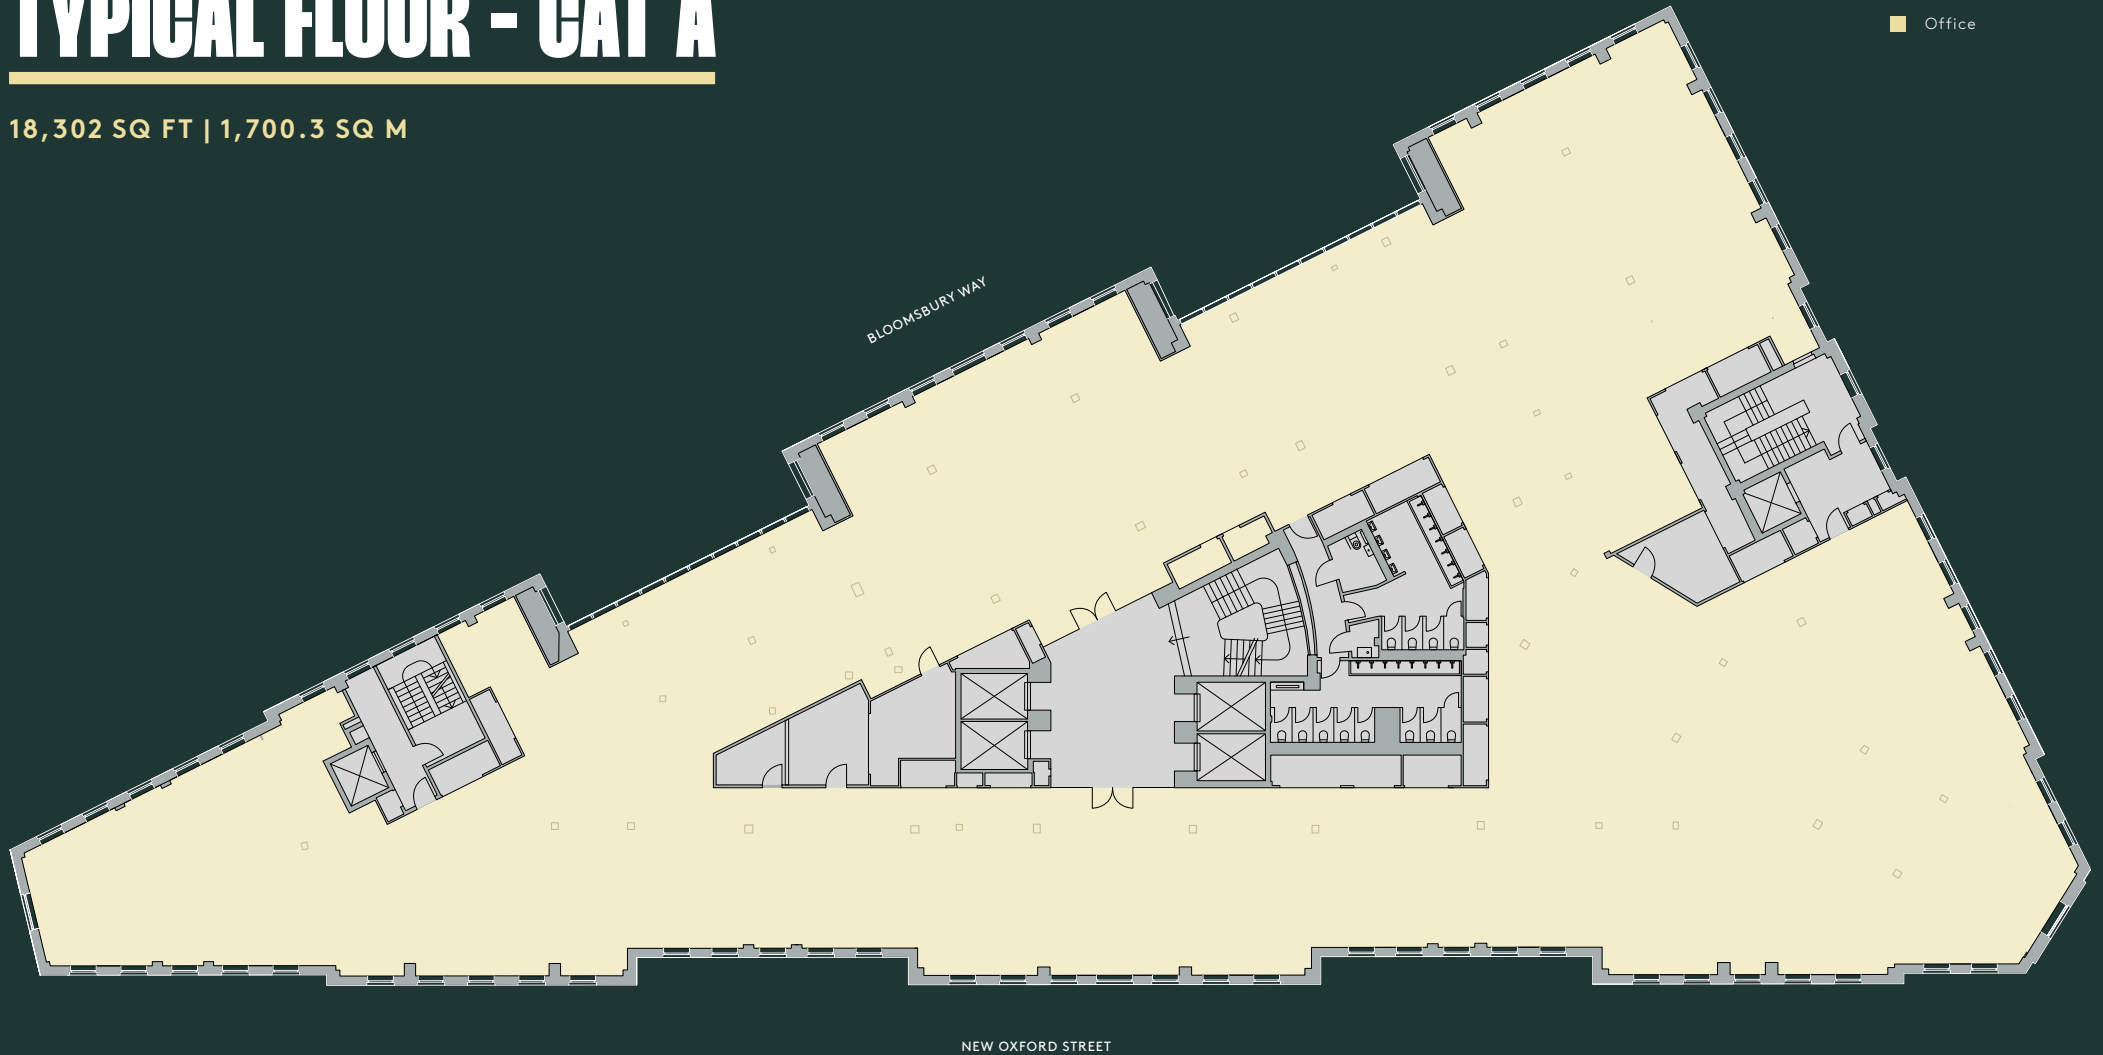 TYPICAL FLOOR - CAT A
18,302 SQ FT | 1,700.3 SQ M
Office
BLOOMSBURY WAY
NEW OXFORD STREET